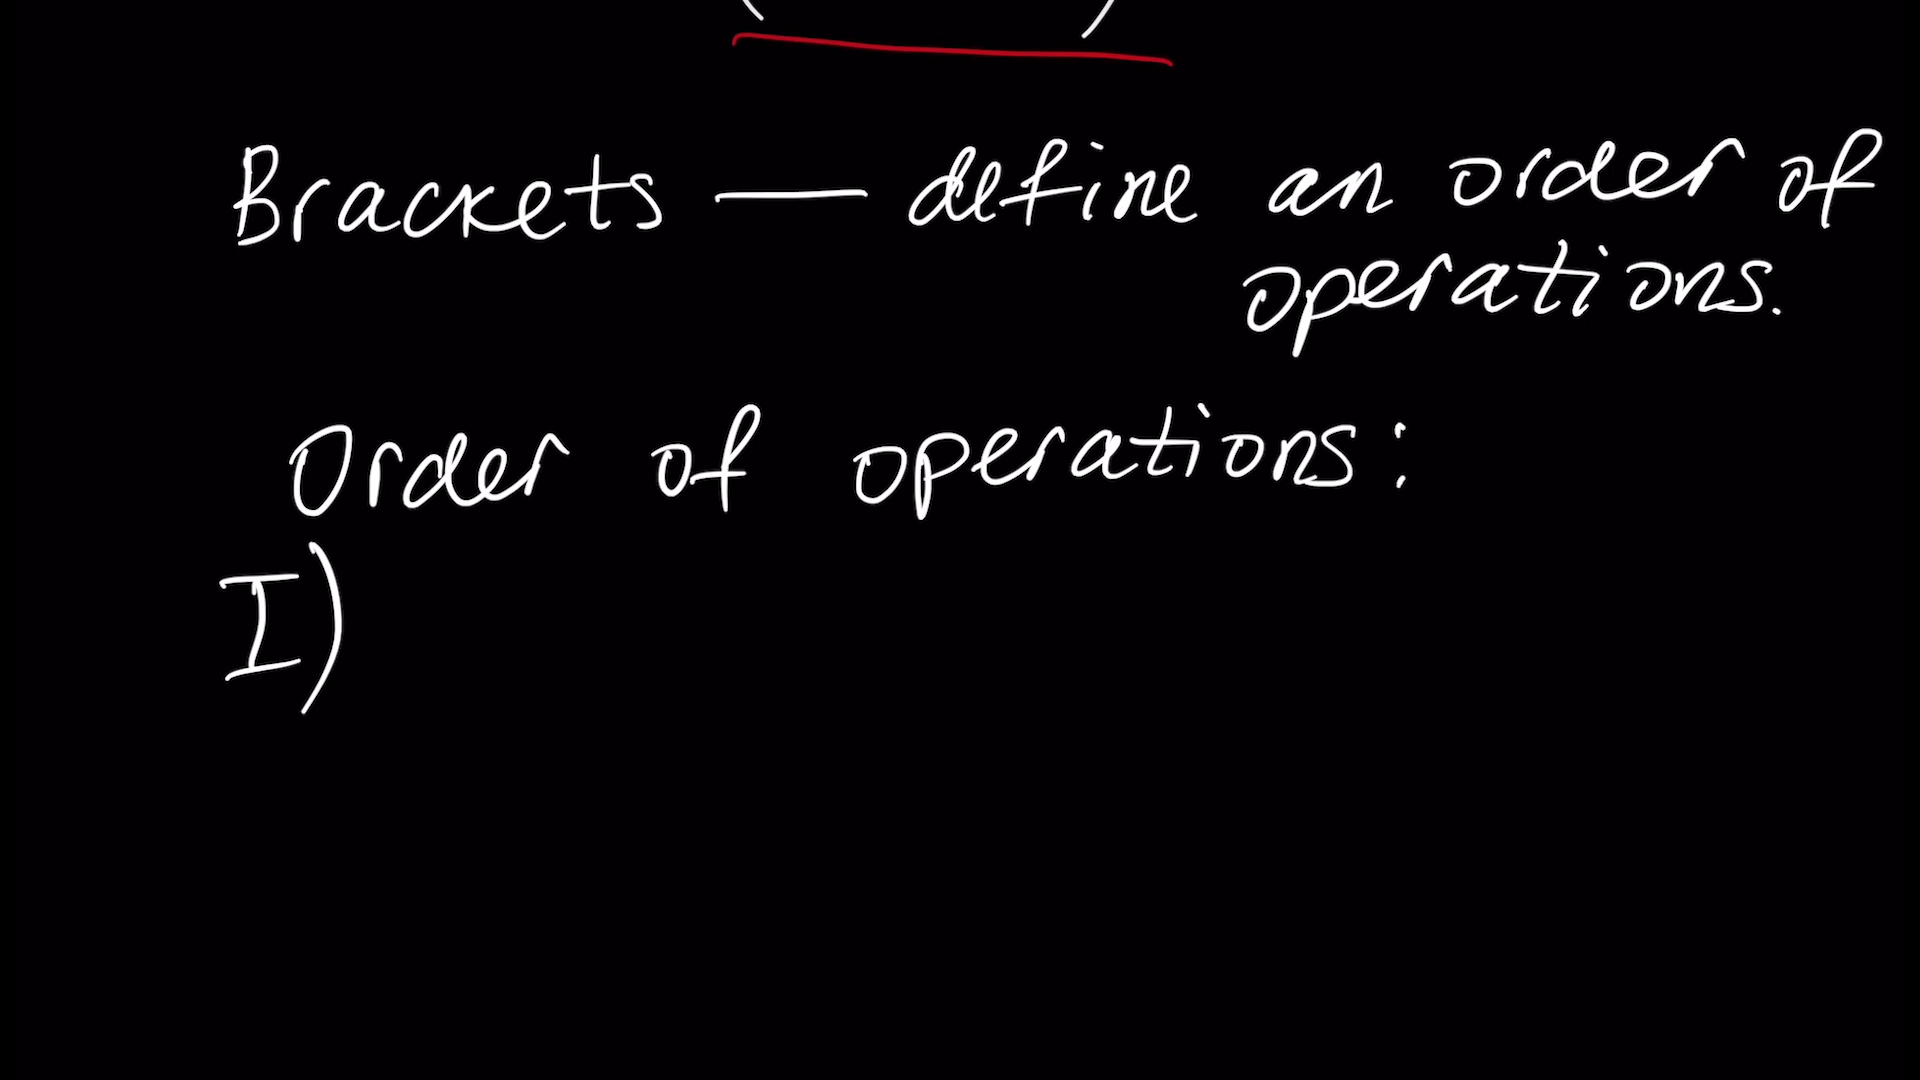 Brackets — define an order of
operations.
Order of operations:
I)